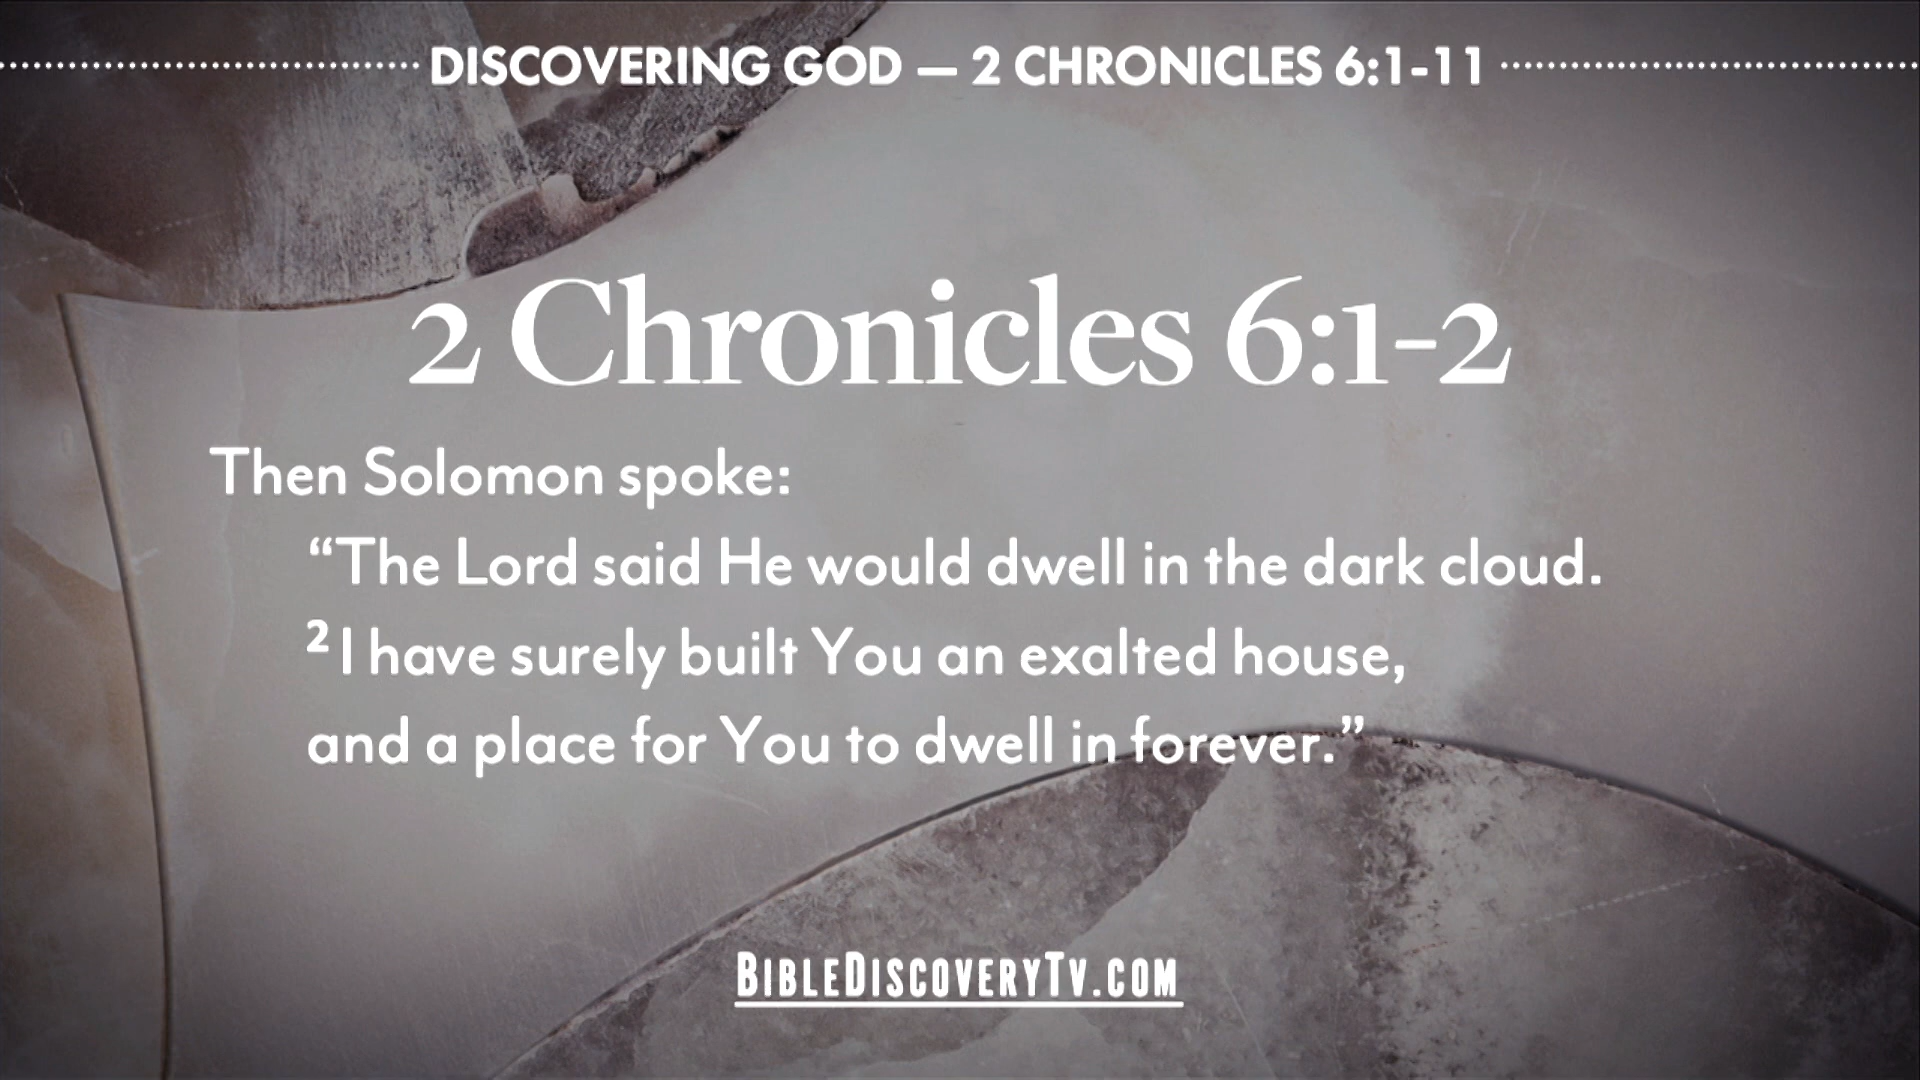 DISCOVERING GOD — 2 CHRONICLES 6:1-11
2 Chronicles 6:1-2
Then Solomon spoke:
“The Lord said He would dwell in the dark cloud.
² I have surely built You an exalted house,
and a place for You to dwell in forever.”
BIBLEDISCOVERYTV.COM